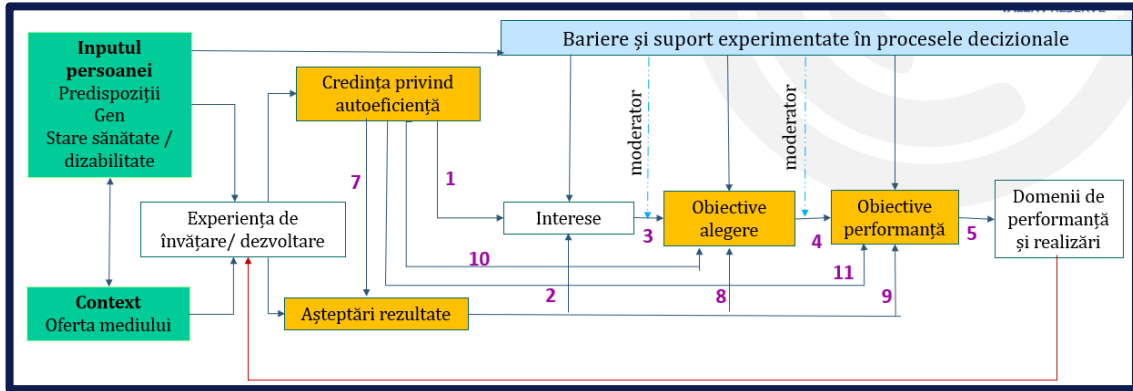 TALENT RESERVE
Bariere și suport experimentate în procesele decizionale
Inputul
persoanei
Predispoziții
Gen
Stare sănătate /
dizabilitate
Credința privind
autoeficiență
moderator
moderator
7
1
Experiența de
învățare/ dezvoltare
Interese
3
Obiective
alegere
4
Obiective
performanță
5
Domenii de
performanță
și realizări
10
11
2
8
9
Context
Oferta mediului
Așteptări rezultate